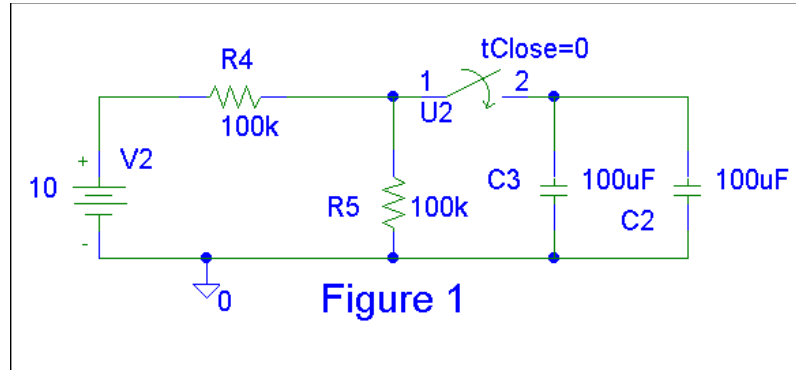 tClose=0
R4
1
2
U2
100k
+
V2
10
-
C3
100uF
100uF
C2
R5
100k
0
Figure 1